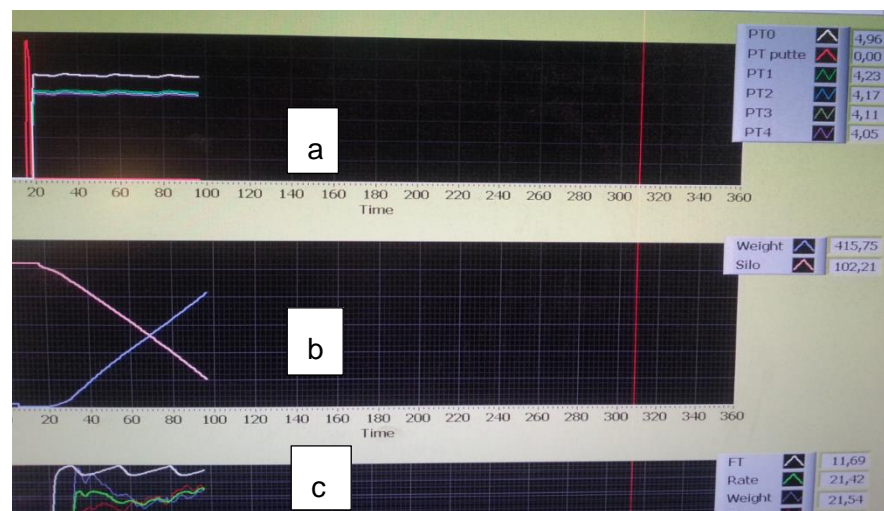 PT0 4,96
PT putte 0,00
PT1 4,23
PT2 4,17
PT3 4,11
PT4 4,05
a
20 40 60 80 100 120 140 160 180 200 220 240 260 280 300 320 340 360
Time
Weight 415,75
Silo 102,21
b
20 40 60 80 100 120 140 160 180 200 220 240 260 280 300 320 340 360
Time
FT 11,69
Rate 21,42
Weight 21,54
c